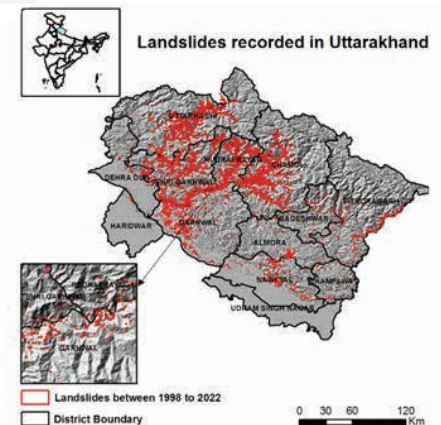 Landslides recorded in Uttarakhand
UTTARKASHI
RUDRAPRAYAG
CHAMOLI
DEHRA DUN
TEHRI GARHWAL
PITHORAGARH
HARIDWAR
GARHWAL
BAGESHWAR
ALMORA
NAINITAL
CHAMPAWAT
UDHAM SINGH NAGAR
GARHWAL
Landslides between 1998 to 2022
District Boundary
0 30 60 120
Km